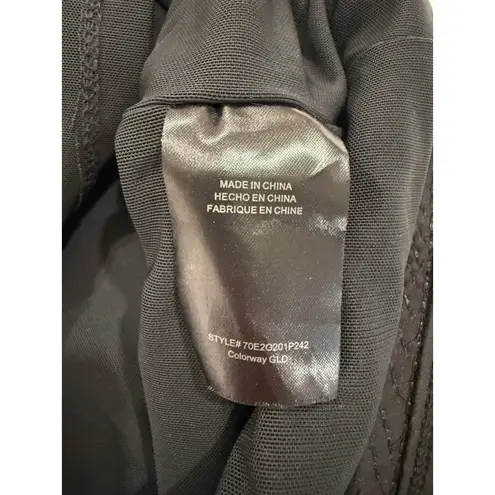 MADE IN CHINA
HECHO EN CHINA
FABRIQUE EN CHINE
STYLE# 70E2G201P242
Colorway GLD